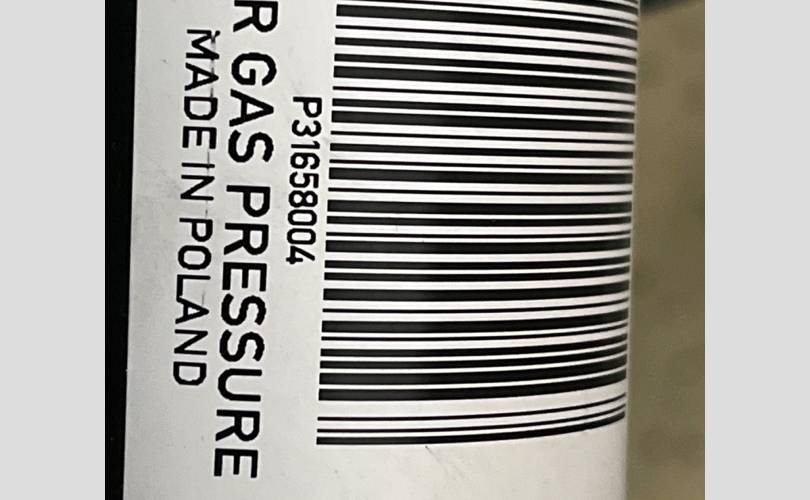 P31658004
R GAS PRESSURE
MADE IN POLAND